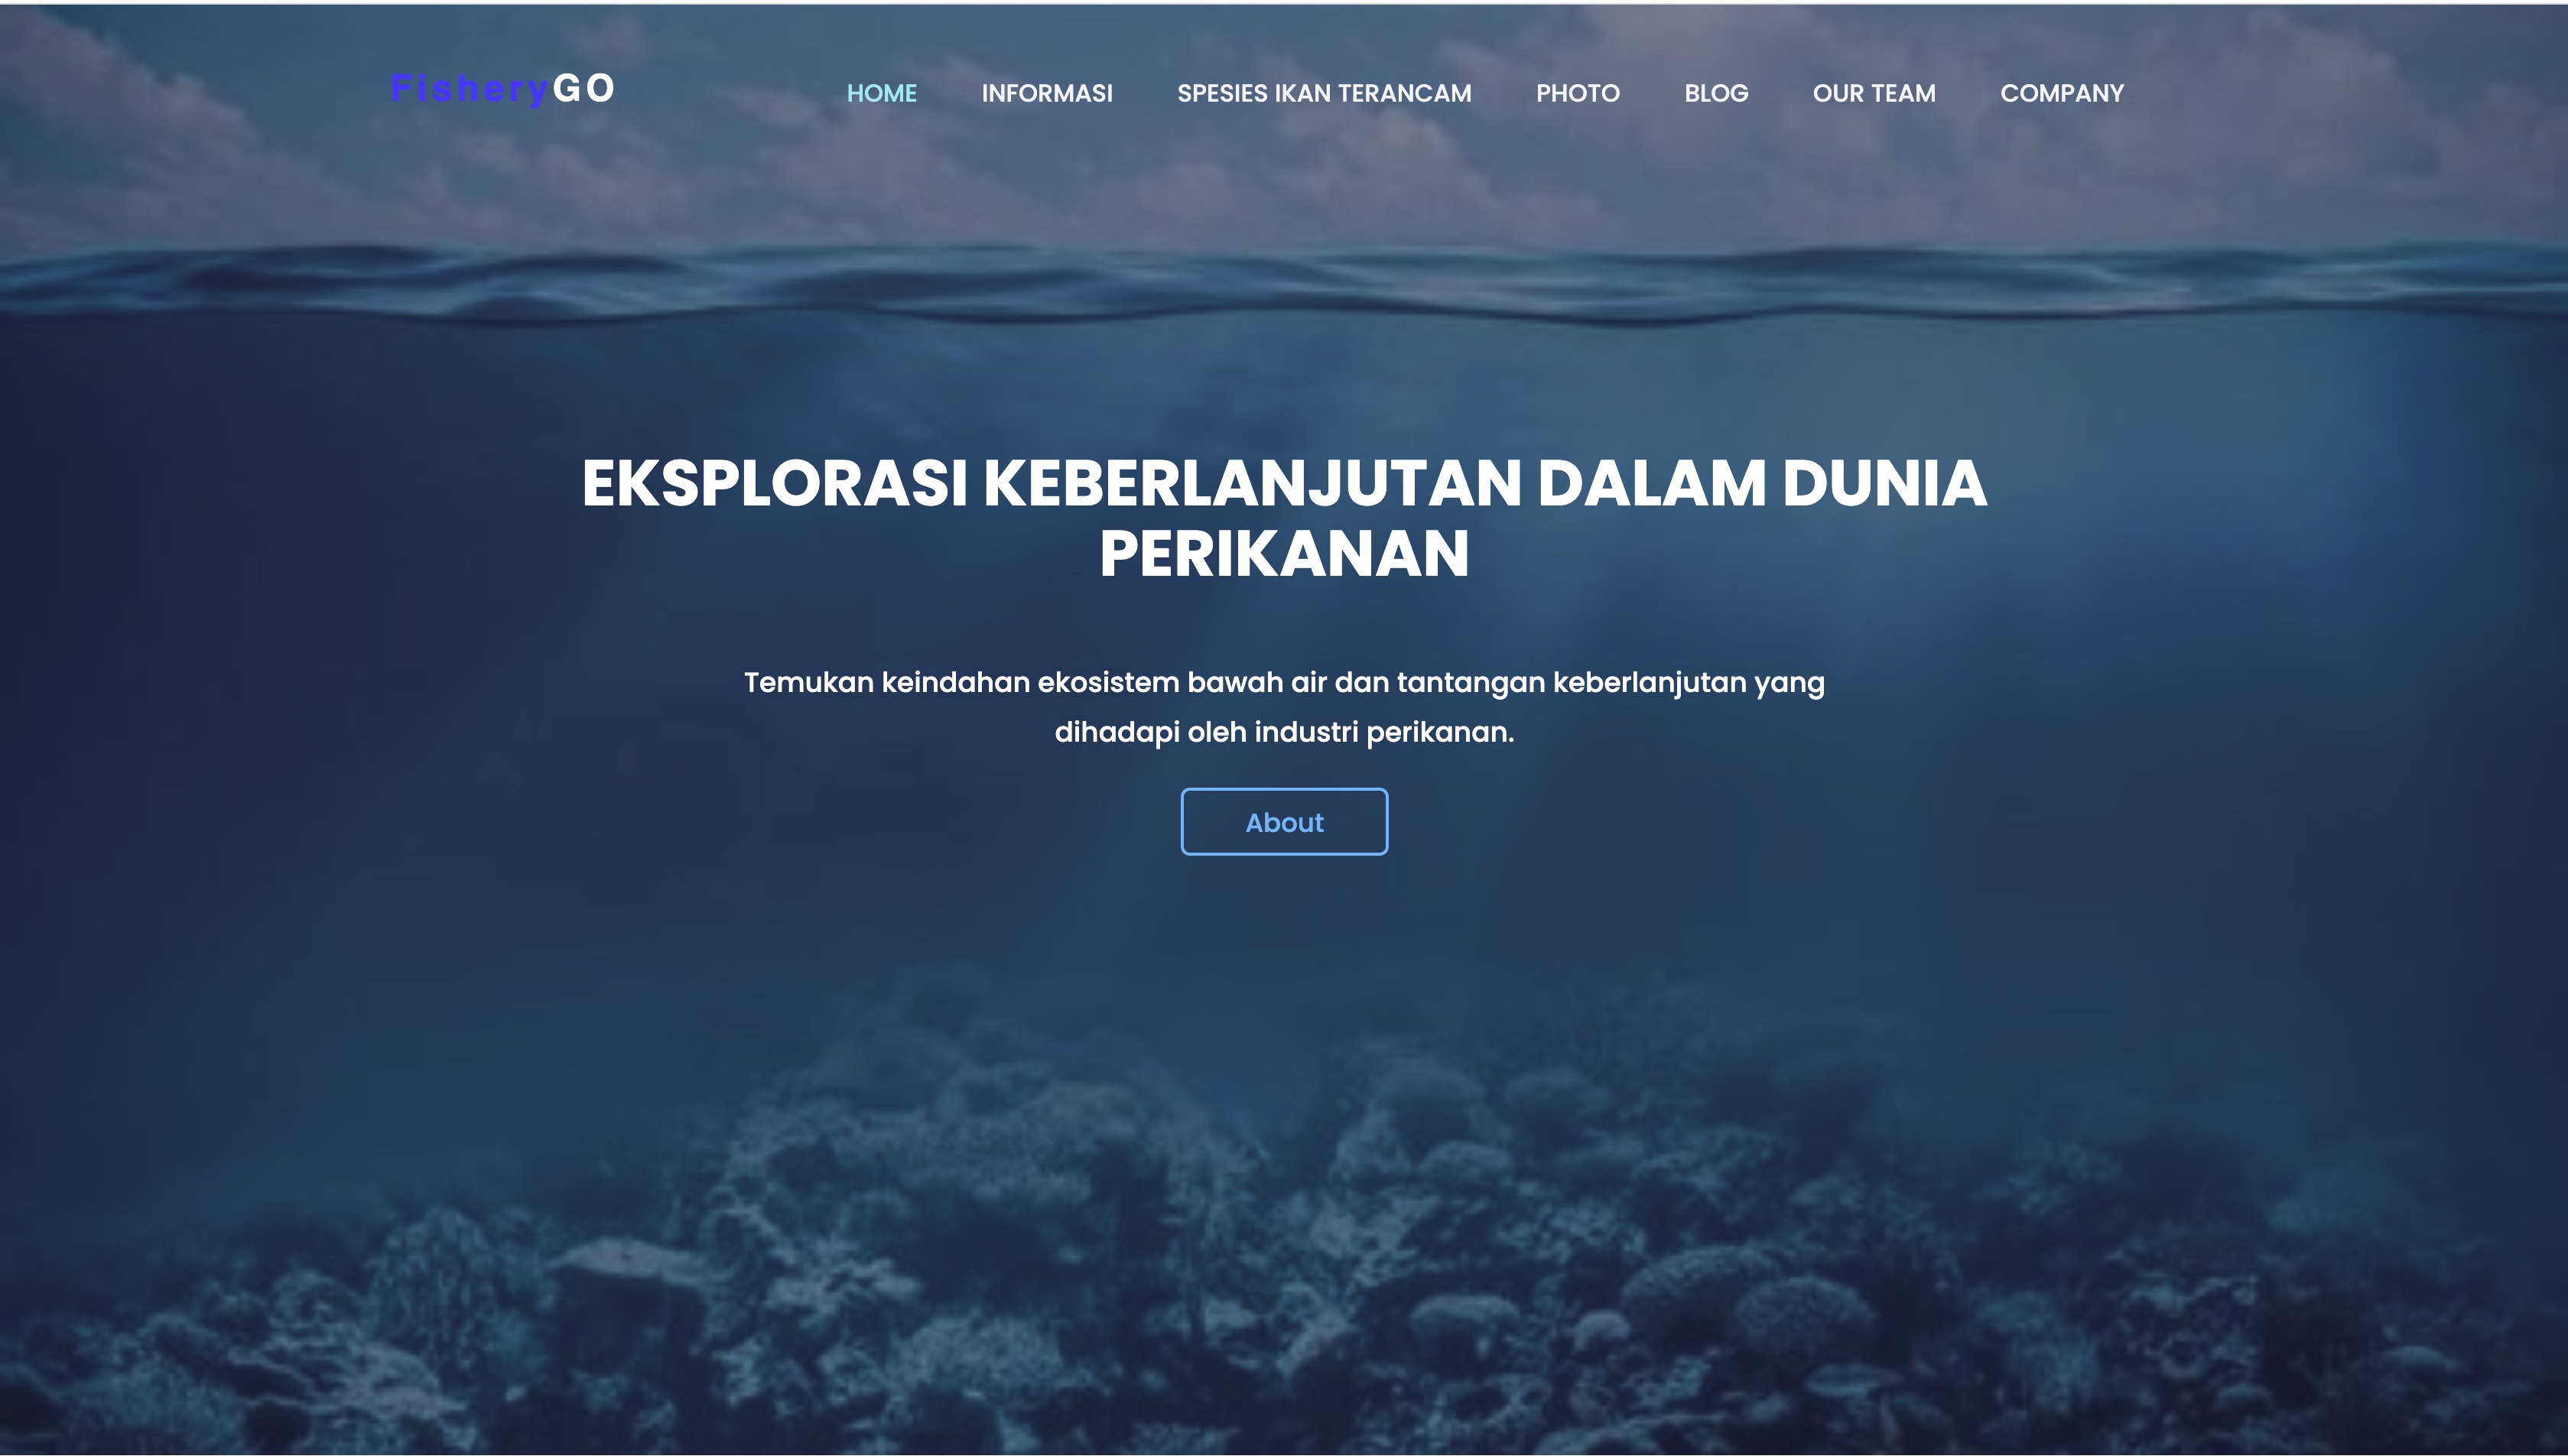 FisheryGO
HOME INFORMASI SPESIES IKAN TERANCAM PHOTO BLOG OUR TEAM COMPANY
EKSPLORASI KEBERLANJUTAN DALAM DUNIA
PERIKANAN
Temukan keindahan ekosistem bawah air dan tantangan keberlanjutan yang
dihadapi oleh industri perikanan.
About